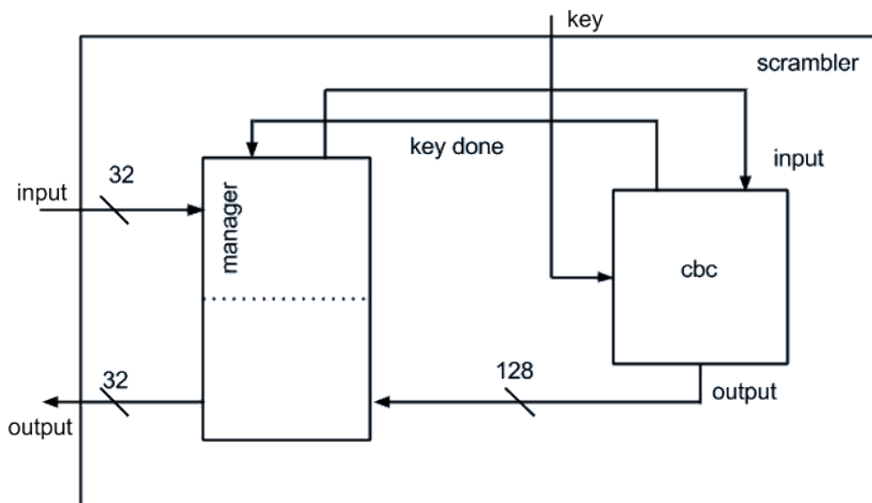 key
scrambler
key done
input
32
input
manager
cbc
128
32
output
output